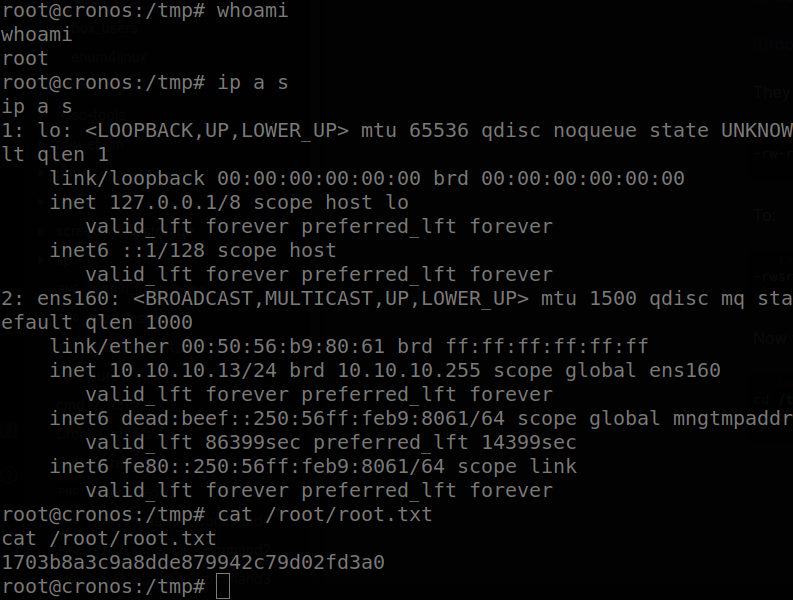 root@cronos:/tmp# whoami
whoami
root
root@cronos:/tmp# ip a s
ip a s
1: lo: <LOOPBACK,UP,LOWER_UP> mtu 65536 qdisc noqueue state UNKNOW
lt qlen 1
    link/loopback 00:00:00:00:00:00 brd 00:00:00:00:00:00
    inet 127.0.0.1/8 scope host lo
       valid_lft forever preferred_lft forever
    inet6 ::1/128 scope host
       valid_lft forever preferred_lft forever
2: ens160: <BROADCAST,MULTICAST,UP,LOWER_UP> mtu 1500 qdisc mq sta
efault qlen 1000
    link/ether 00:50:56:b9:80:61 brd ff:ff:ff:ff:ff:ff
    inet 10.10.10.13/24 brd 10.10.10.255 scope global ens160
       valid_lft forever preferred_lft forever
    inet6 dead:beef::250:56ff:feb9:8061/64 scope global mngtmpaddr
       valid_lft 86399sec preferred_lft 14399sec
    inet6 fe80::250:56ff:feb9:8061/64 scope link
       valid_lft forever preferred_lft forever
root@cronos:/tmp# cat /root/root.txt
cat /root/root.txt
1703b8a3c9a8dde879942c79d02fd3a0
root@cronos:/tmp#